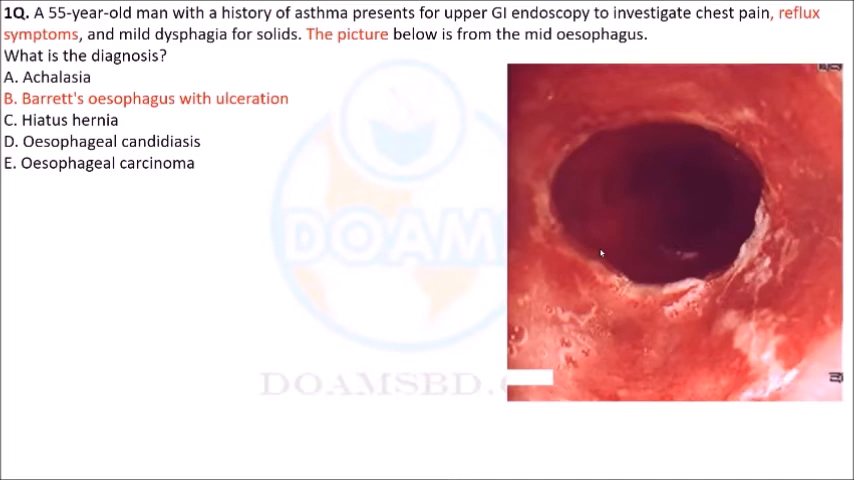 1Q. A 55-year-old man with a history of asthma presents for upper GI endoscopy to investigate chest pain, reflux
symptoms, and mild dysphagia for solids. The picture below is from the mid oesophagus.
What is the diagnosis?
A. Achalasia
B. Barrett's oesophagus with ulceration
C. Hiatus hernia
D. Oesophageal candidiasis
E. Oesophageal carcinoma
DOAMS
DOAMSBD.